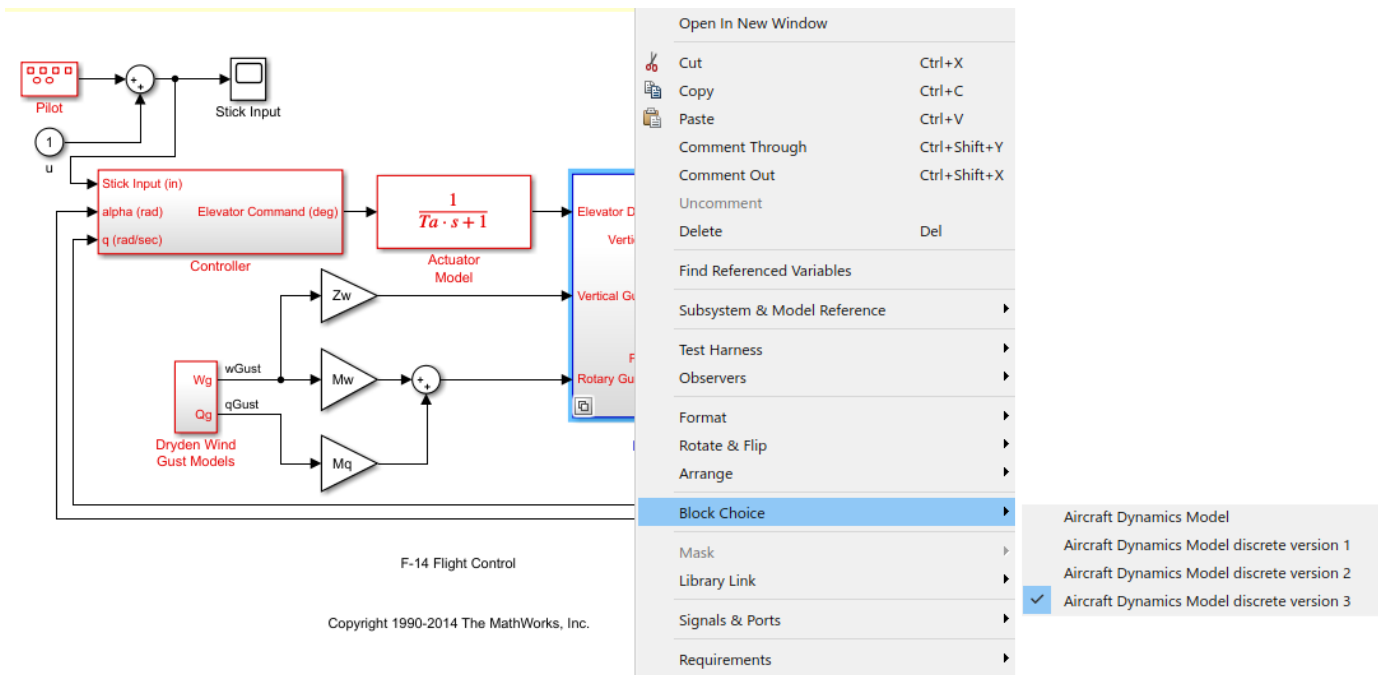 Pilot
1
u
Stick Input
Stick Input (in)
alpha (rad)
q (rad/sec)
Elevator Command (deg)
Controller
1
Ta · s + 1
Actuator
Model
Elevator D
Verti
Vertical Gu
F
Rotary Gu
Zw
Mw
Mq
wGust
qGust
Wg
Qg
Dryden Wind
Gust Models
F-14 Flight Control
Copyright 1990-2014 The MathWorks, Inc.
Open In New Window
Cut Ctrl+X
Copy Ctrl+C
Paste Ctrl+V
Comment Through Ctrl+Shift+Y
Comment Out Ctrl+Shift+X
Uncomment
Delete Del
Find Referenced Variables
Subsystem & Model Reference
Test Harness
Observers
Format
Rotate & Flip
Arrange
Block Choice
Mask
Library Link
Signals & Ports
Requirements
Aircraft Dynamics Model
Aircraft Dynamics Model discrete version 1
Aircraft Dynamics Model discrete version 2
Aircraft Dynamics Model discrete version 3